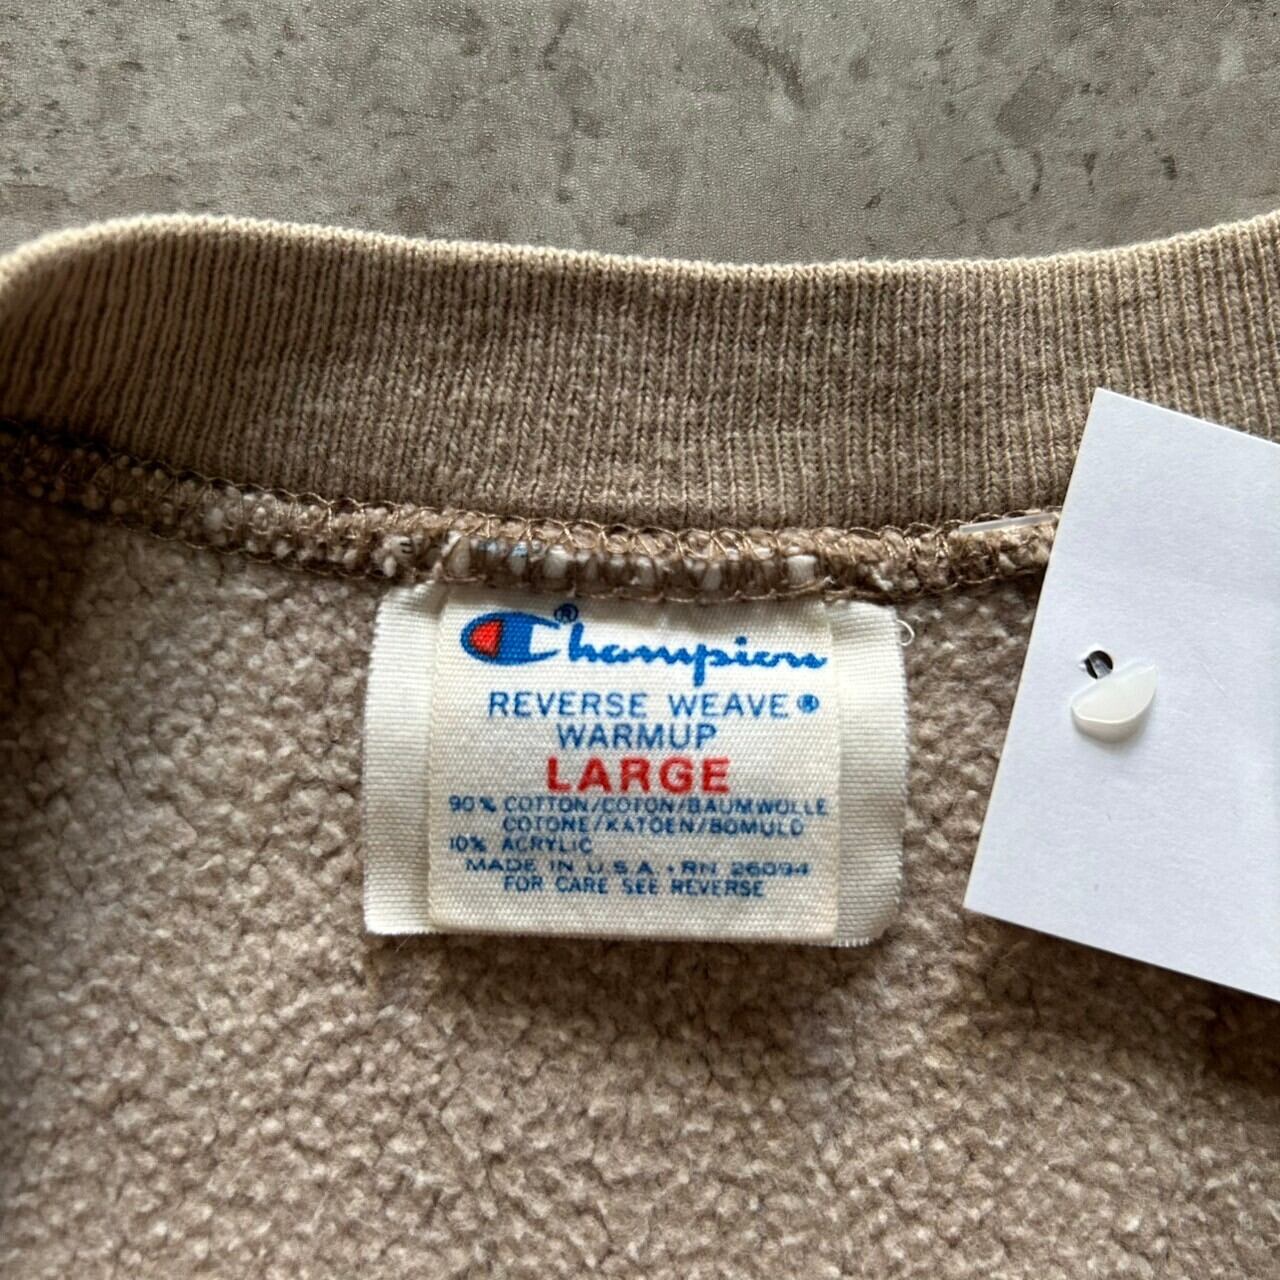 Champion®
REVERSE WEAVE®
WARMUP
LARGE
90% COTTON/COTON/BAUMWOLLE
COTONE/KATOEN/BOMULD
10% ACRYLIC
MADE IN U.S.A. • RN 26094
FOR CARE SEE REVERSE